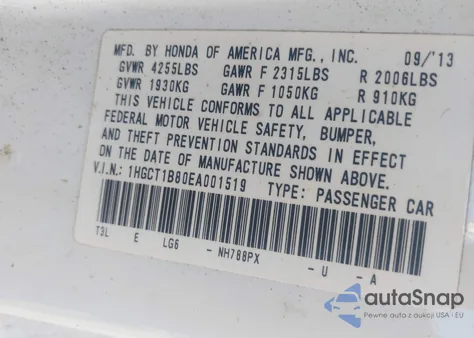 MFD. BY HONDA OF AMERICA MFG., INC. 09/'13
GVWR 4255LBS GAWR F 2315LBS R 2006LBS
GVWR 1930KG GAWR F 1050KG R 910KG
THIS VEHICLE CONFORMS TO ALL APPLICABLE
FEDERAL MOTOR VEHICLE SAFETY, BUMPER,
AND THEFT PREVENTION STANDARDS IN EFFECT
ON THE DATE OF MANUFACTURE SHOWN ABOVE.
V.I.N.: 1HGCT1B80EA001519 TYPE: PASSENGER CAR
T3L E LG6 - NH788PX - U - A
autoSnap
Pewne auta z aukcji USA i EU